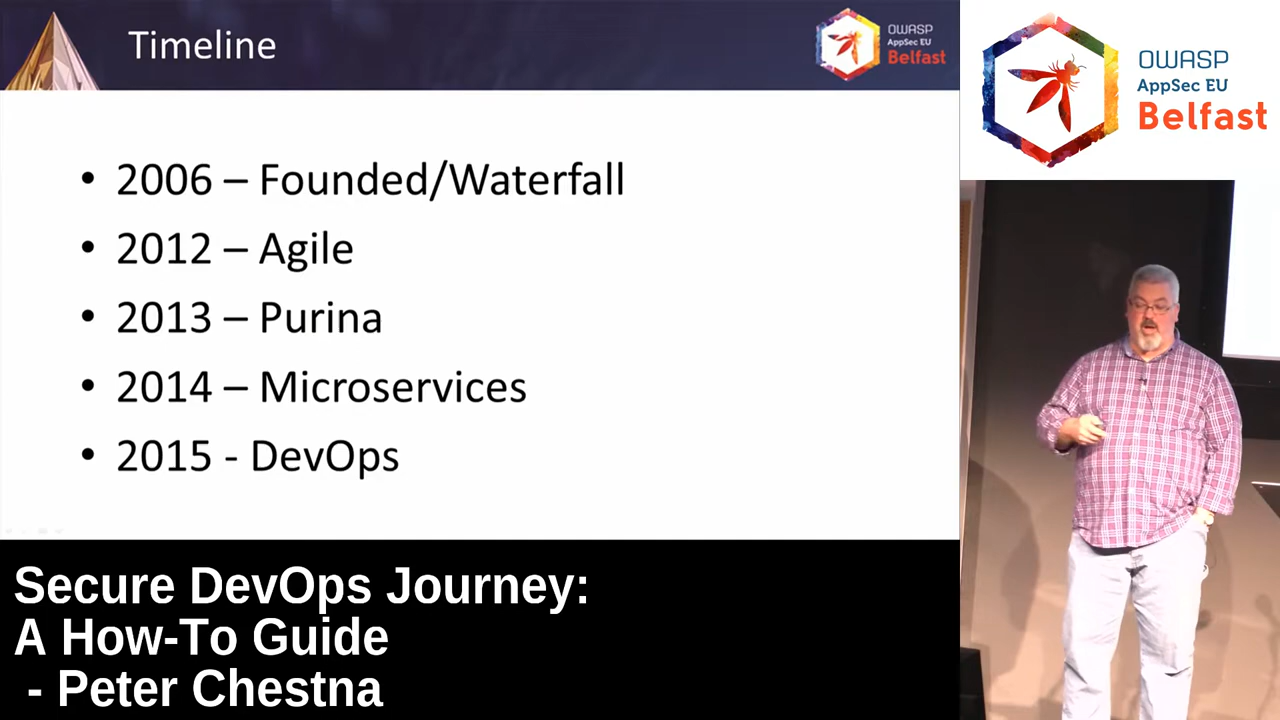 Timeline
OWASP
AppSec EU
Belfast
• 2006 – Founded/Waterfall
• 2012 – Agile
• 2013 – Purina
• 2014 – Microservices
• 2015 - DevOps
OWASP
AppSec EU
Belfast
Secure DevOps Journey:
A How-To Guide
- Peter Chestna